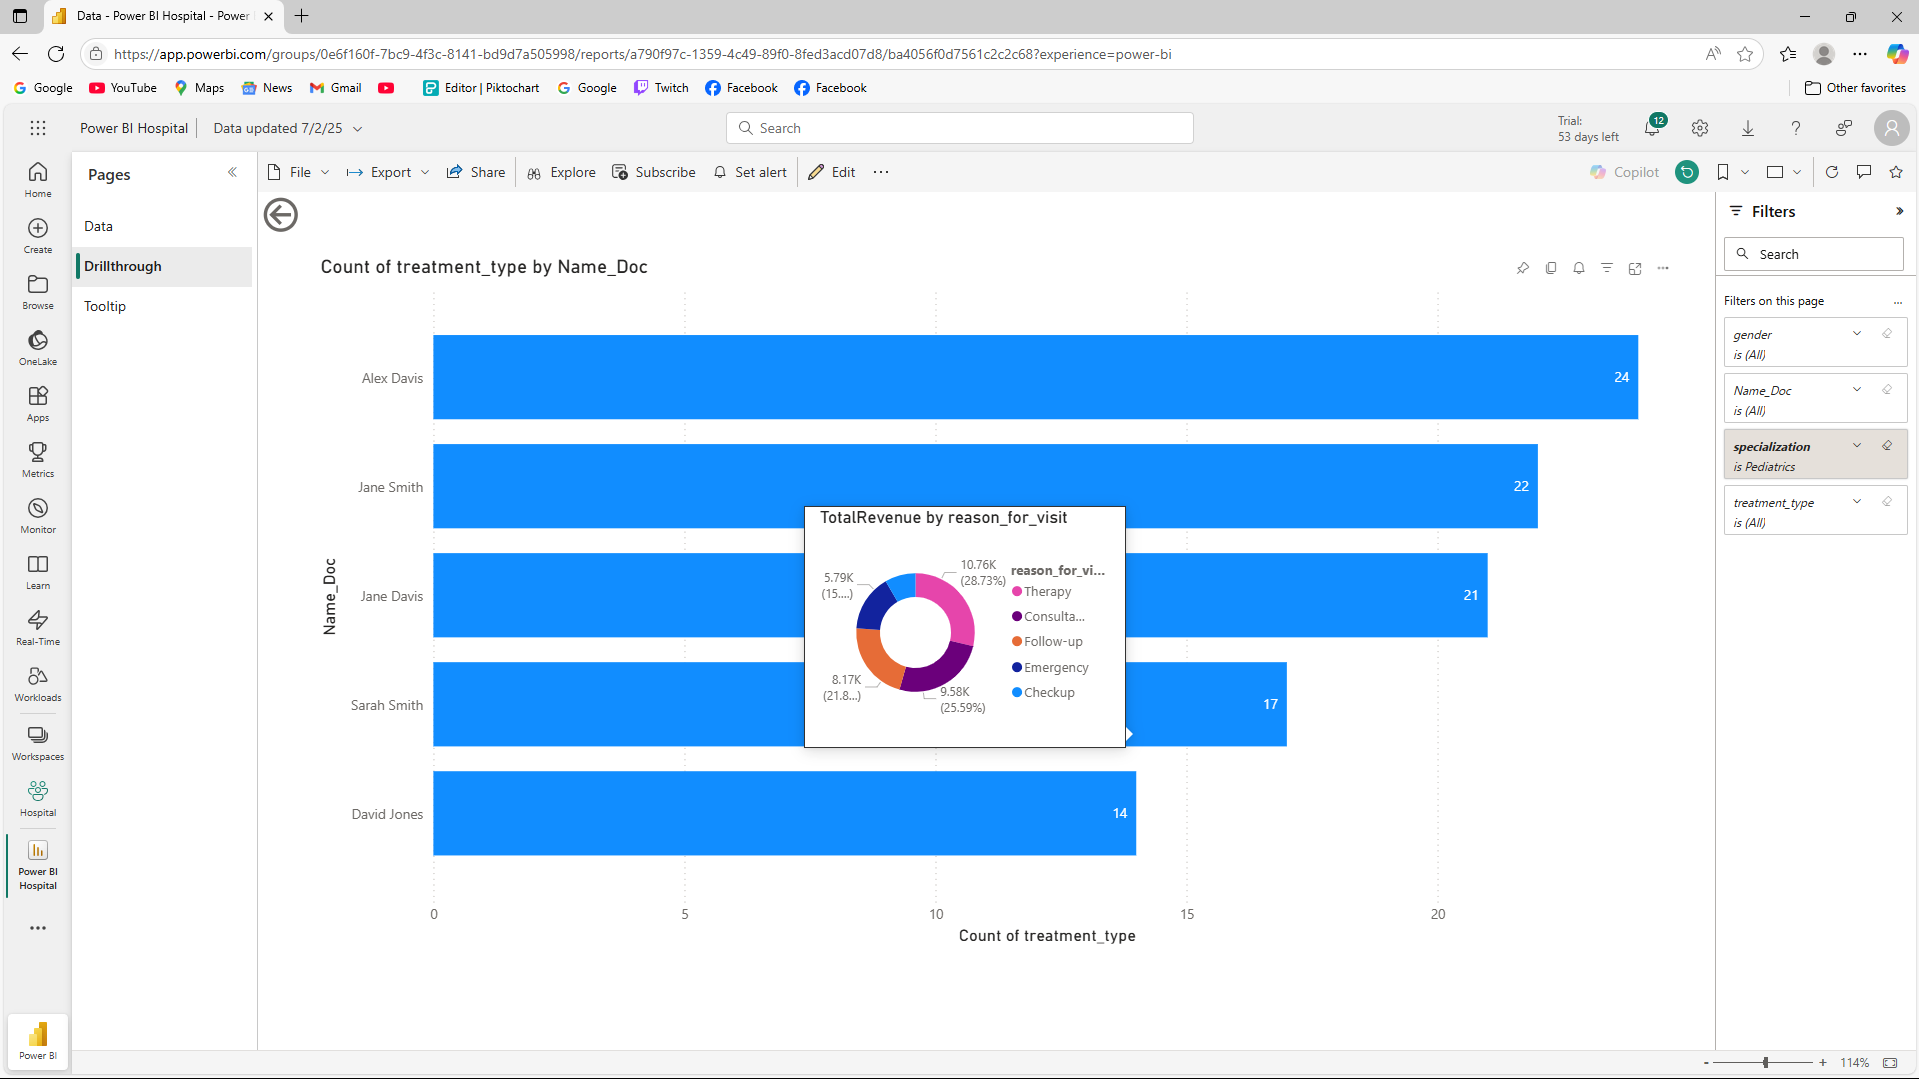 Data - Power BI Hospital - Power
https://app.powerbi.com/groups/0e6f160f-7bc9-4f3c-8141-bd9d7a505998/reports/a790f97c-1359-4c49-89f0-8fed3acd07d8/ba4056f0d7561c2c2c68?experience=power-bi
Google YouTube Maps News Gmail Editor | Piktochart Google Twitch Facebook Facebook Other favorites
Power BI Hospital Data updated 7/2/25 Search
Trial:
53 days left
12
Home
Create
Browse
OneLake
Apps
Metrics
Monitor
Learn
Real-Time
Workloads
Workspaces
Hospital
Power BI
Hospital
Power BI
Pages
Data
Drillthrough
Tooltip
File Export Share Explore Subscribe Set alert Edit Copilot
Count of treatment_type by Name_Doc
Name_Doc
Alex Davis 24
Jane Smith 22
Jane Davis 21
Sarah Smith 17
David Jones 14
0 5 10 15 20
Count of treatment_type
TotalRevenue by reason_for_visit
10.76K
(28.73%)
5.79K
(15....)
8.17K
(21.8...)
9.58K
(25.59%)
reason_for_vi...
Therapy
Consulta...
Follow-up
Emergency
Checkup
Filters
Search
Filters on this page
gender
is (All)
Name_Doc
is (All)
specialization
is Pediatrics
treatment_type
is (All)
- + 114%